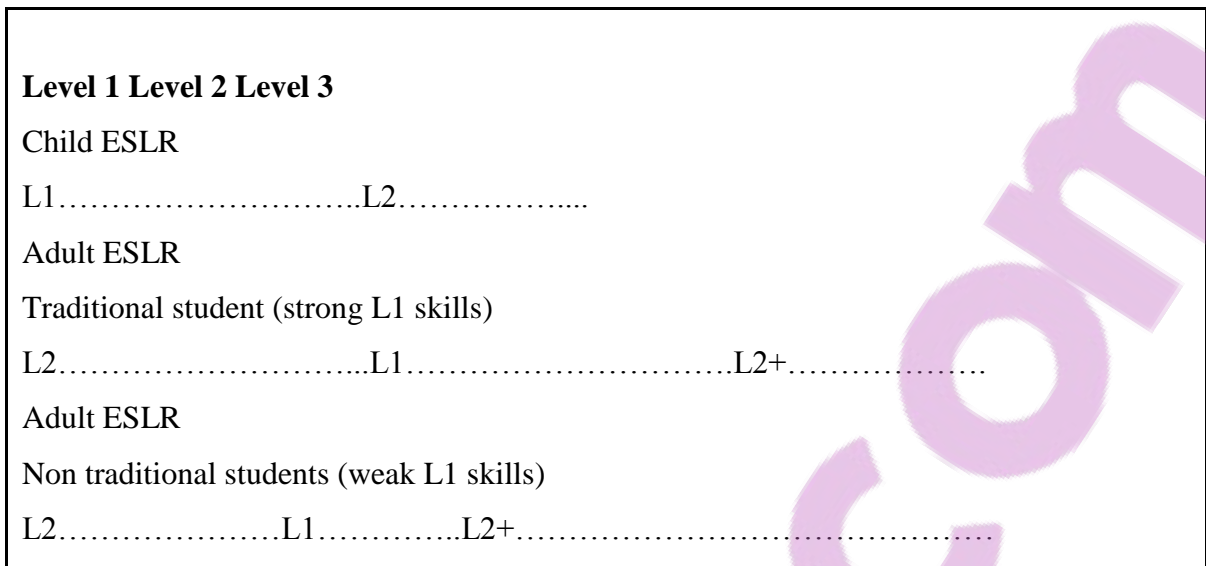 Level 1 Level 2 Level 3
Child ESLR
L1………………………..L2……………....
Adult ESLR
Traditional student (strong L1 skills)
L2………………………...L1………………………….L2+……………….
Adult ESLR
Non traditional students (weak L1 skills)
L2…………………L1…………..L2+………………………………………
com